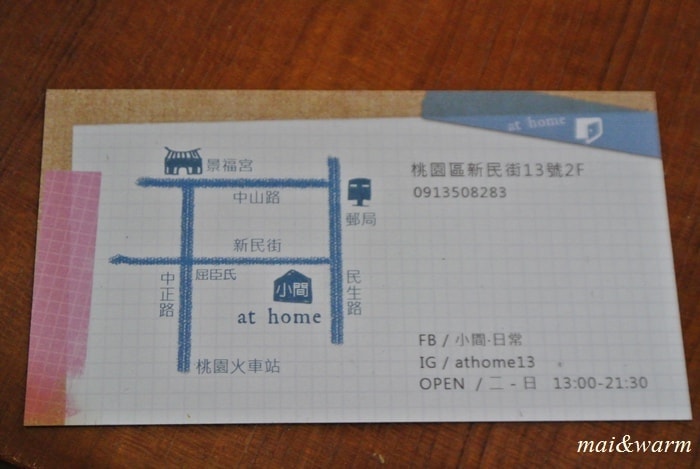 at home
景福宮
中山路
郵局
新民街
中正路
屈臣氏
小間
at home
民生路
桃園火車站
桃園區新民街13號2F
0913508283
FB / 小間·日常
IG / athome13
OPEN / 二 - 日 13:00-21:30
mai&warm